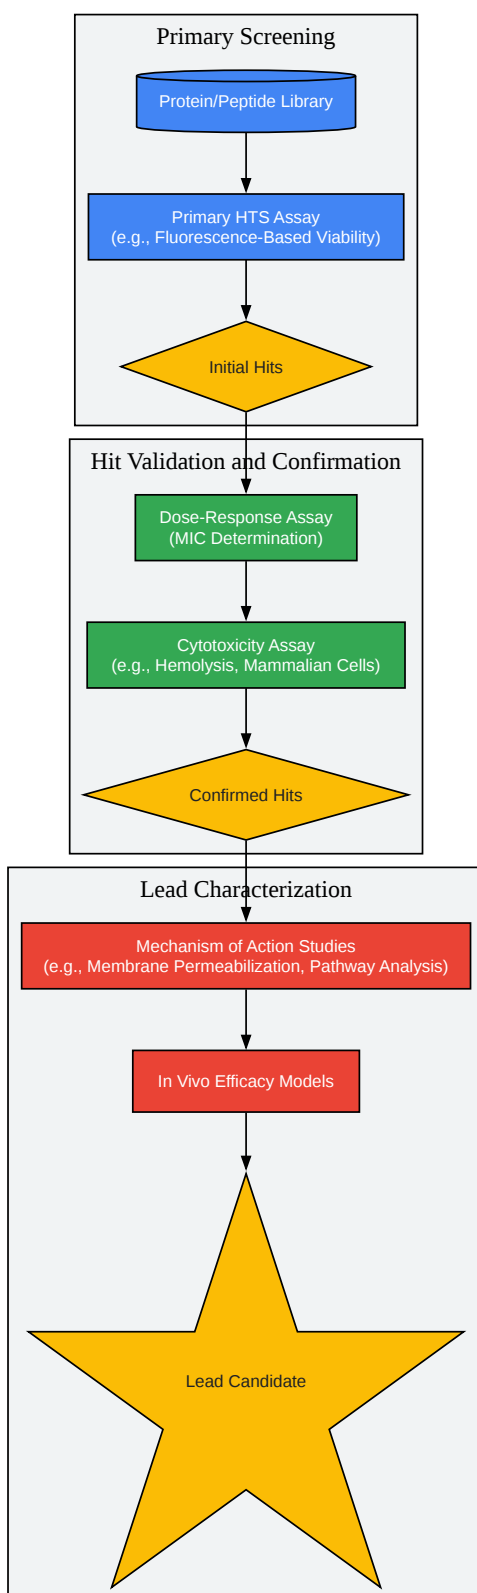 Primary Screening
Protein/Peptide Library
Primary HTS Assay
(e.g., Fluorescence-Based Viability)
Initial Hits
Hit Validation and Confirmation
Dose-Response Assay
(MIC Determination)
Cytotoxicity Assay
(e.g., Hemolysis, Mammalian Cells)
Confirmed Hits
Lead Characterization
Mechanism of Action Studies
(e.g., Membrane Permeabilization, Pathway Analysis)
In Vivo Efficacy Models
Lead Candidate